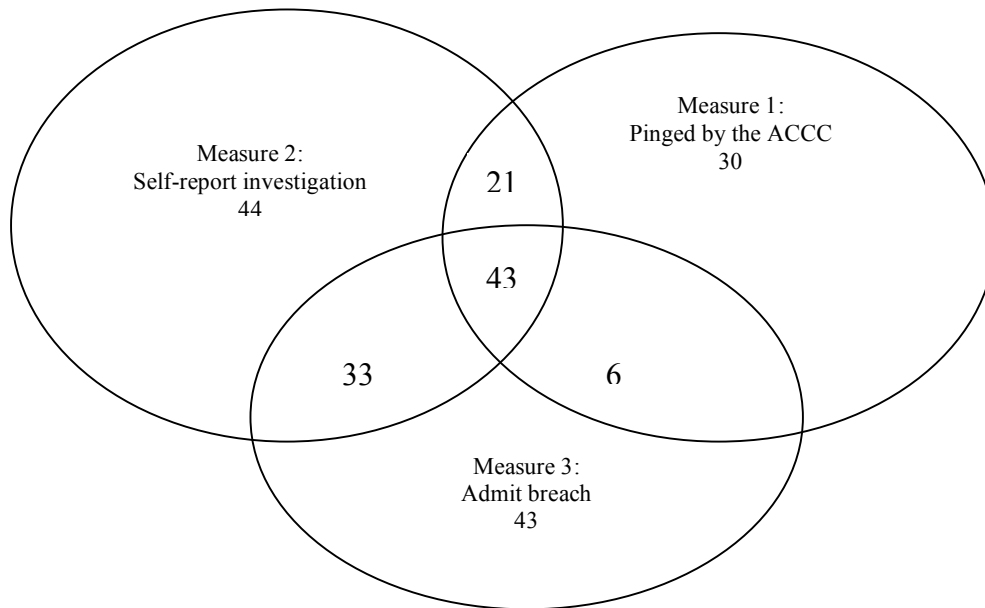 Measure 1:
Pinged by the ACCC
30
Measure 2:
Self-report investigation
44
21
43
33
6
Measure 3:
Admit breach
43